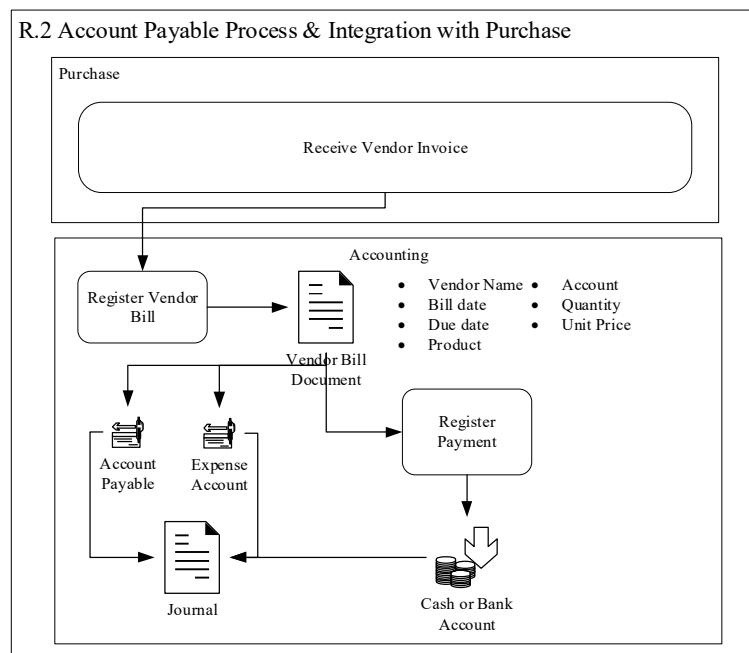 R.2 Account Payable Process & Integration with Purchase
Purchase
Receive Vendor Invoice
Accounting
Register Vendor
Bill
Vendor Bill
Document
• Vendor Name
• Bill date
• Due date
• Product
• Account
• Quantity
• Unit Price
Account
Payable
Expense
Account
Register
Payment
Journal
Cash or Bank
Account